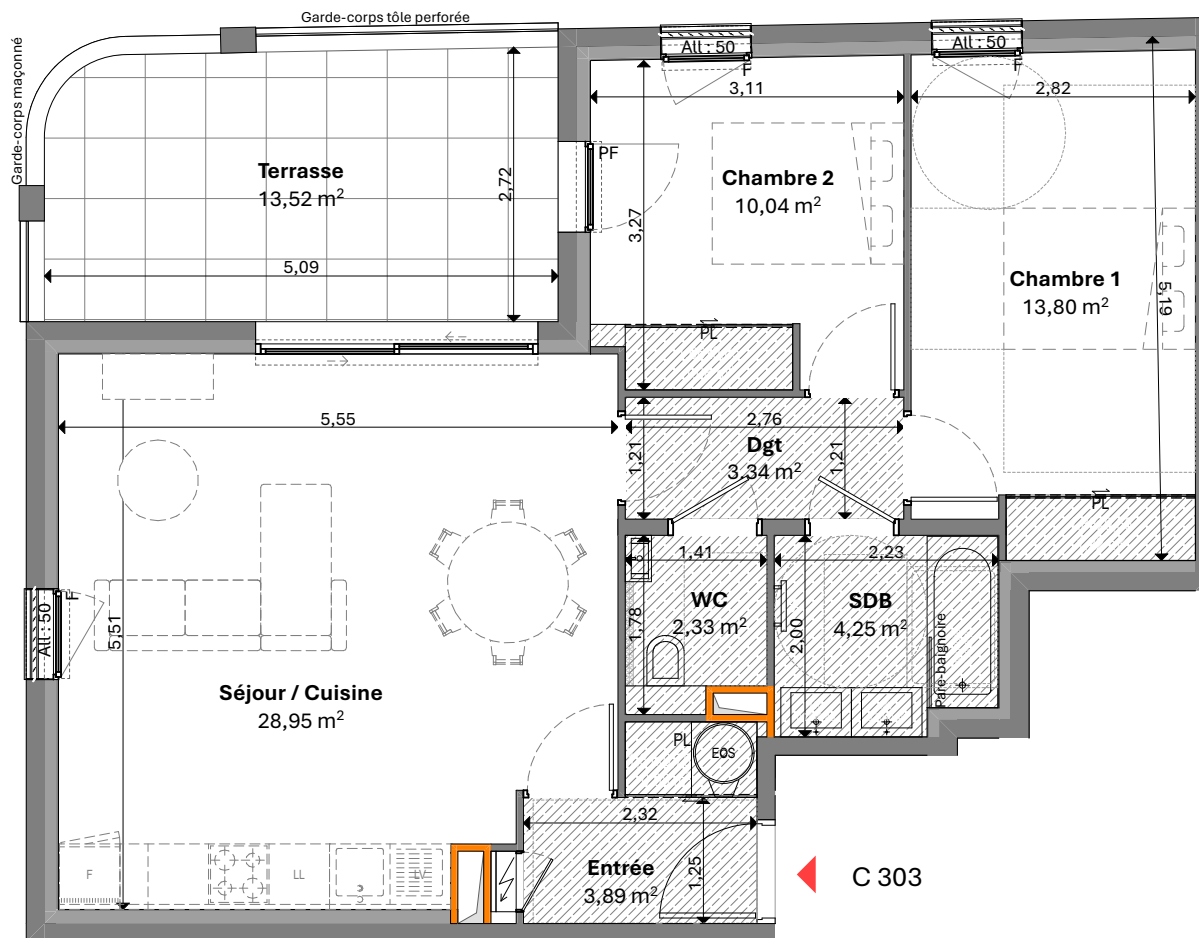 Garde-corps tôle perforée
Garde-corps maçonné
All : 50
F
All : 50
F
3,11
2,82
PF
Terrasse
13,52 m²
2,72
Chambre 2
10,04 m²
3,27
5,09
Chambre 1
13,80 m²
5,19
PL
5,55
2,76
Dgt
3,34 m²
1,21
1,21
PL
1,41
2,23
WC
2,33 m²
1,78
SDB
4,25 m²
2,00
Pare-baignoire
All : 50
F
5,51
Séjour / Cuisine
28,95 m²
PL
EOS
2,32
Entrée
3,89 m²
1,25
C 303
F
LL
LV